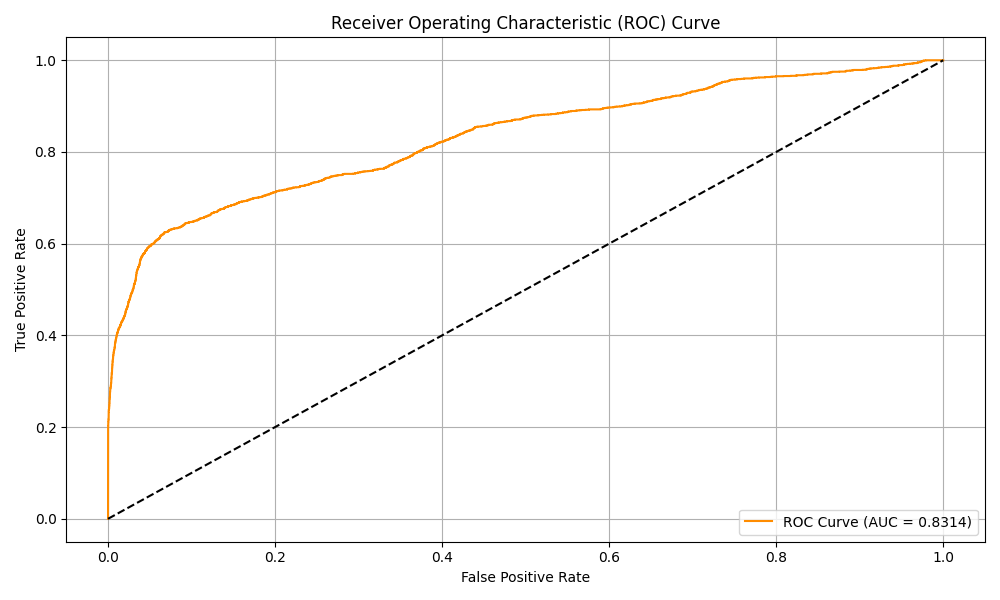 Receiver Operating Characteristic (ROC) Curve
True Positive Rate
1.0
0.8
0.6
0.4
0.2
0.0
ROC Curve (AUC = 0.8314)
0.0 0.2 0.4 0.6 0.8 1.0
False Positive Rate